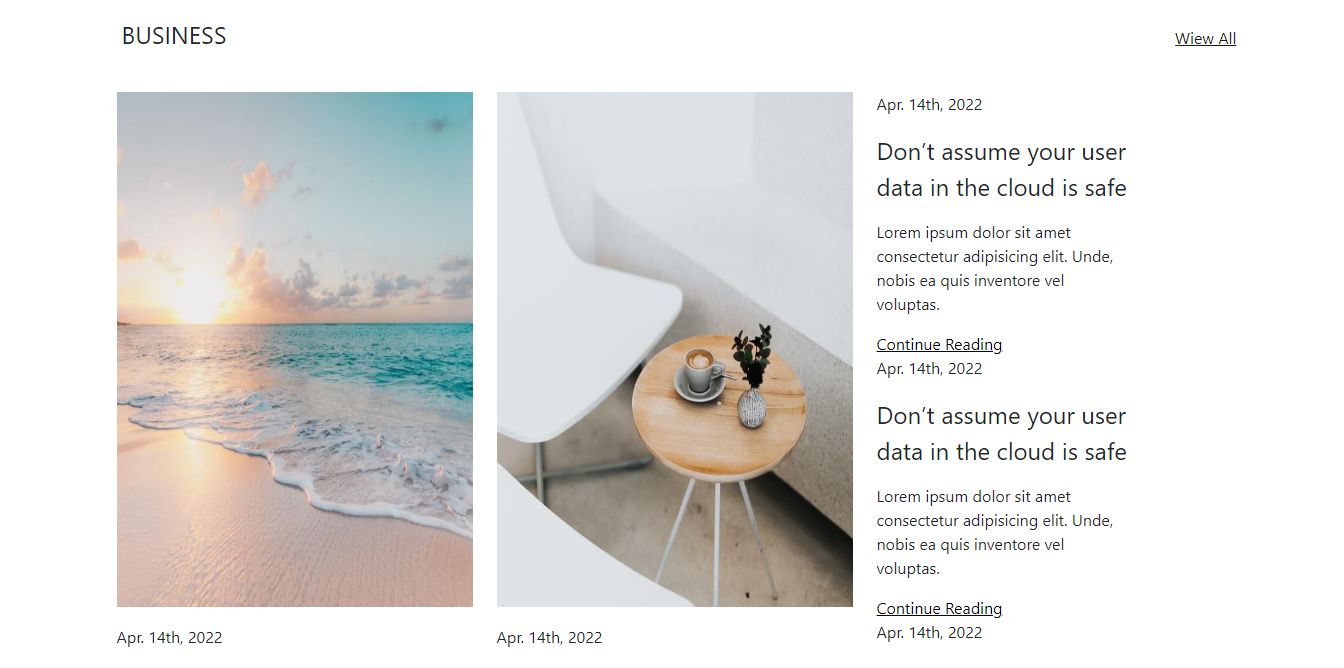 BUSINESS
Wiew All
Apr. 14th, 2022
Apr. 14th, 2022
Apr. 14th, 2022
Don’t assume your user
data in the cloud is safe
Lorem ipsum dolor sit amet
consectetur adipisicing elit. Unde,
nobis ea quis inventore vel
voluptas.
Continue Reading
Apr. 14th, 2022
Don’t assume your user
data in the cloud is safe
Lorem ipsum dolor sit amet
consectetur adipisicing elit. Unde,
nobis ea quis inventore vel
voluptas.
Continue Reading
Apr. 14th, 2022